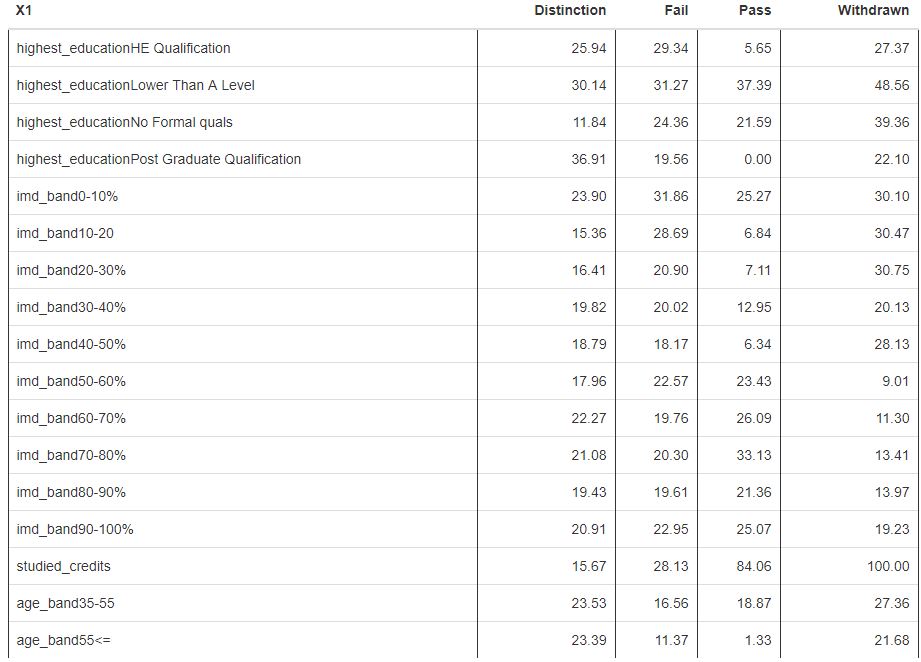 X1 Distinction Fail Pass Withdrawn
highest_educationHE Qualification 25.94 29.34 5.65 27.37
highest_educationLower Than A Level 30.14 31.27 37.39 48.56
highest_educationNo Formal quals 11.84 24.36 21.59 39.36
highest_educationPost Graduate Qualification 36.91 19.56 0.00 22.10
imd_band0-10% 23.90 31.86 25.27 30.10
imd_band10-20 15.36 28.69 6.84 30.47
imd_band20-30% 16.41 20.90 7.11 30.75
imd_band30-40% 19.82 20.02 12.95 20.13
imd_band40-50% 18.79 18.17 6.34 28.13
imd_band50-60% 17.96 22.57 23.43 9.01
imd_band60-70% 22.27 19.76 26.09 11.30
imd_band70-80% 21.08 20.30 33.13 13.41
imd_band80-90% 19.43 19.61 21.36 13.97
imd_band90-100% 20.91 22.95 25.07 19.23
studied_credits 15.67 28.13 84.06 100.00
age_band35-55 23.53 16.56 18.87 27.36
age_band55<= 23.39 11.37 1.33 21.68